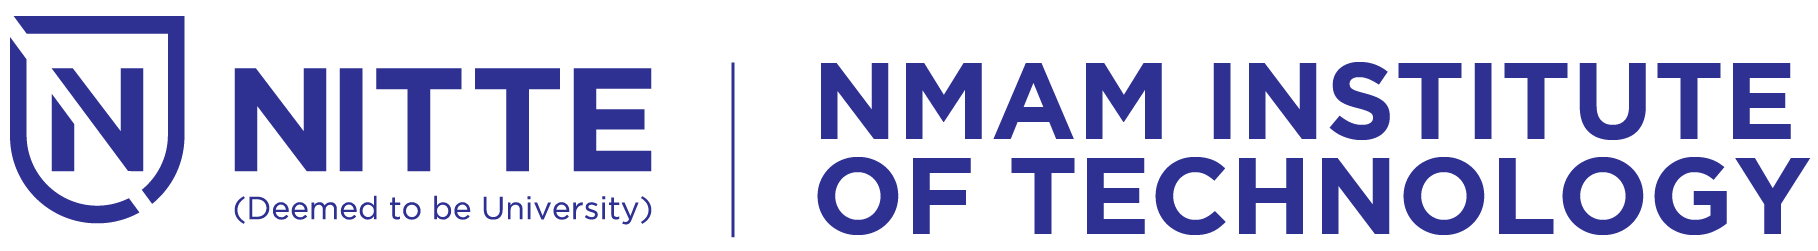 N
NITTE
(Deemed to be University)
NMAM INSTITUTE
OF TECHNOLOGY